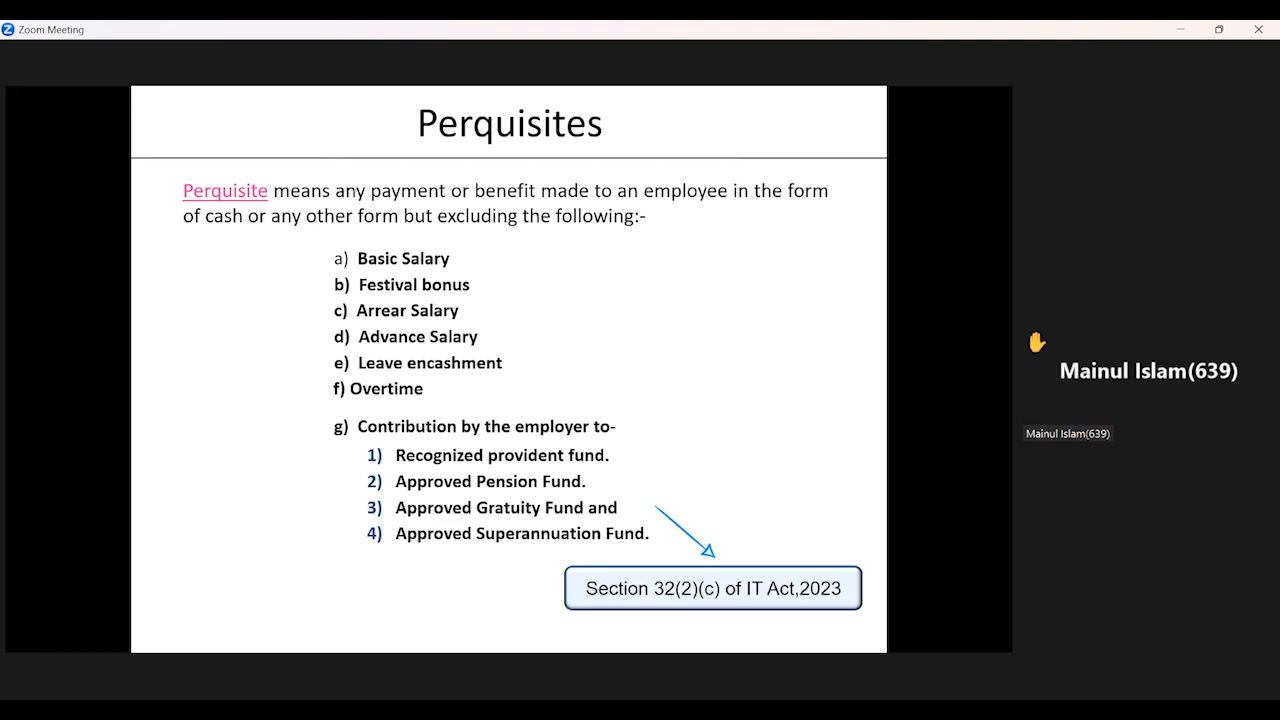 Zoom Meeting
Perquisites
Perquisite means any payment or benefit made to an employee in the form
of cash or any other form but excluding the following:-
a) Basic Salary
b) Festival bonus
c) Arrear Salary
d) Advance Salary
e) Leave encashment
f) Overtime
g) Contribution by the employer to-
1) Recognized provident fund.
2) Approved Pension Fund.
3) Approved Gratuity Fund and
4) Approved Superannuation Fund.
Section 32(2)(c) of IT Act,2023
Mainul Islam(639)
Mainul Islam(639)